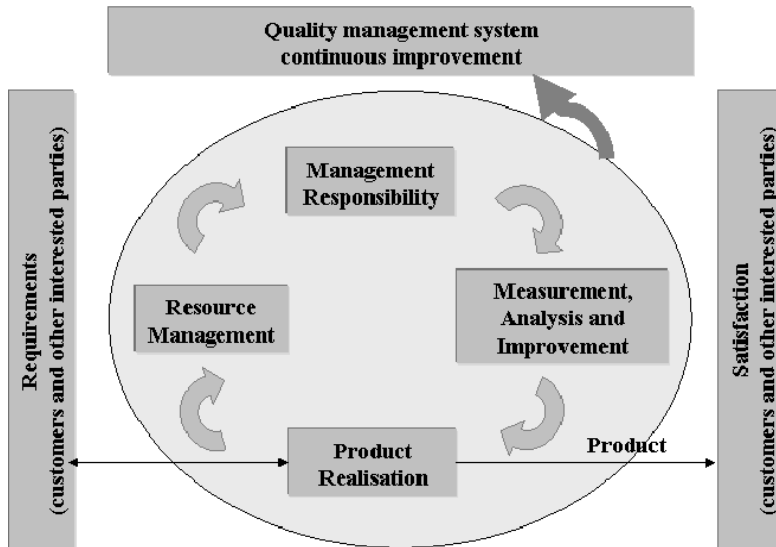 Quality management system
continuous improvement
Requirements
(customers and other interested parties)
Management
Responsibility
Resource
Management
Measurement,
Analysis and
Improvement
Product
Realisation
Product
Satisfaction
(customers and other interested parties)